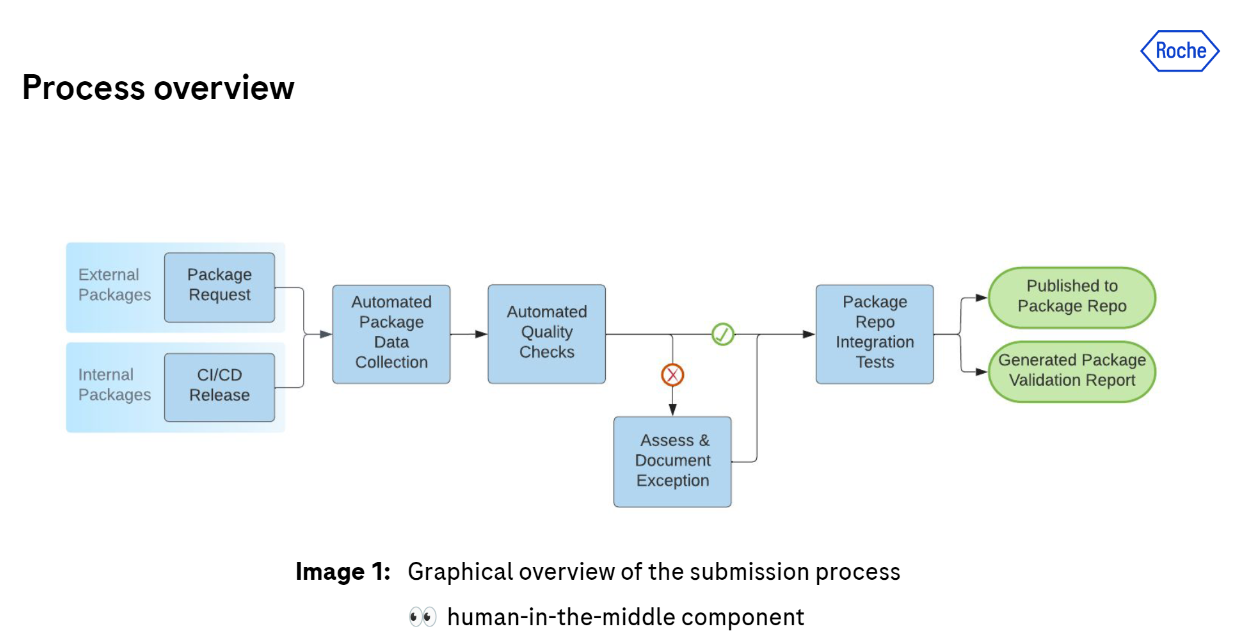 Roche
Process overview
External
Packages
Package
Request
Internal
Packages
CI/CD
Release
Automated
Package
Data
Collection
Automated
Quality
Checks
Assess &
Document
Exception
Package
Repo
Integration
Tests
Published to
Package Repo
Generated Package
Validation Report
Image 1: Graphical overview of the submission process
👀 human-in-the-middle component